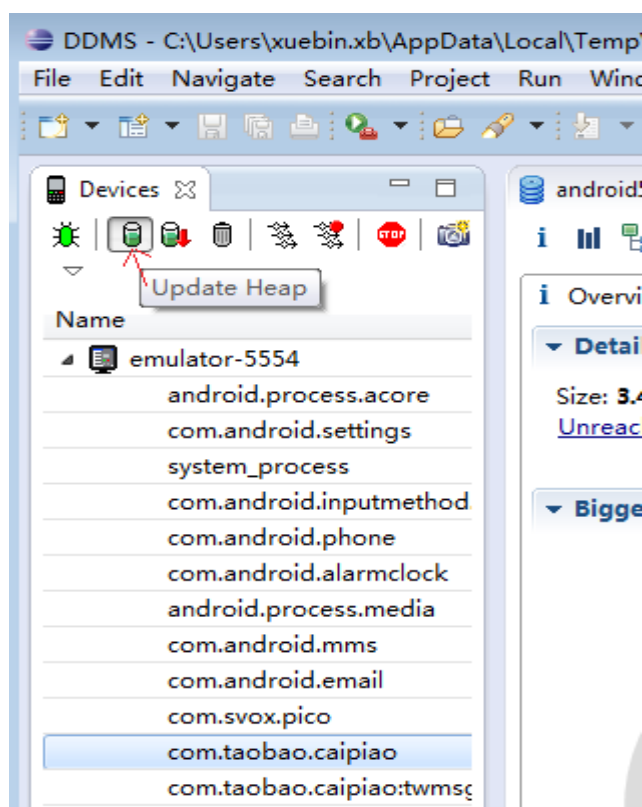 DDMS - C:\Users\xuebin.xb\AppData\Local\Temp\
File Edit Navigate Search Project Run Wind
Devices
android5
STOP
Update Heap
Overvi
Name
Detai
emulator-5554
Size: 3.4
android.process.acore
Unreac
com.android.settings
system_process
com.android.inputmethod.
Bigge
com.android.phone
com.android.alarmclock
android.process.media
com.android.mms
com.android.email
com.svox.pico
com.taobao.caipiao
com.taobao.caipiao:twmsg